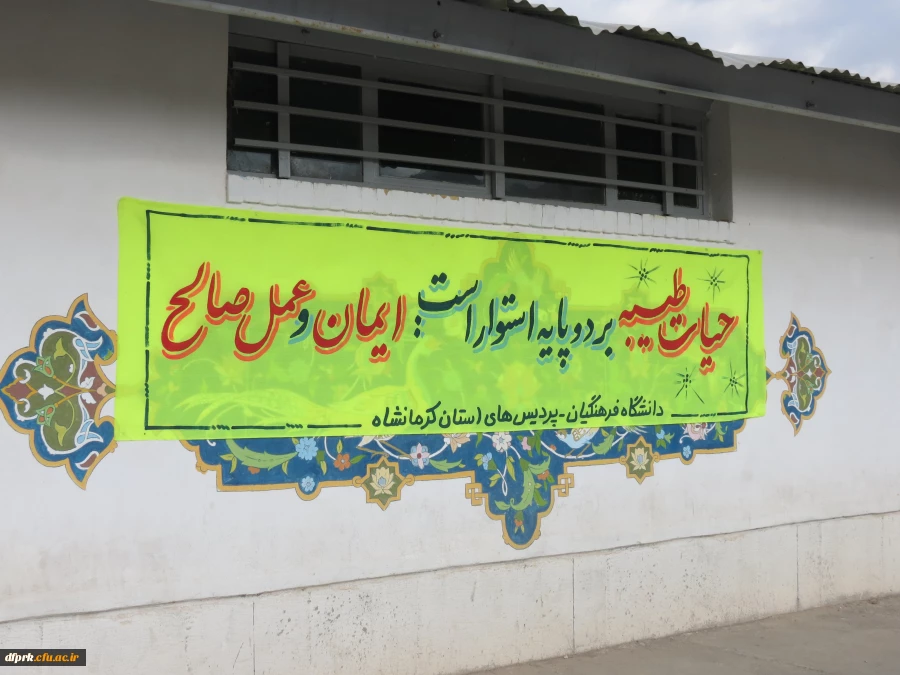 حیات طیبه بر دو پایه استوار است: ایمان و عمل صالح
دانشگاه فرهنگیان - پردیس های استان کرمانشاه
dfprk.cfu.ac.ir